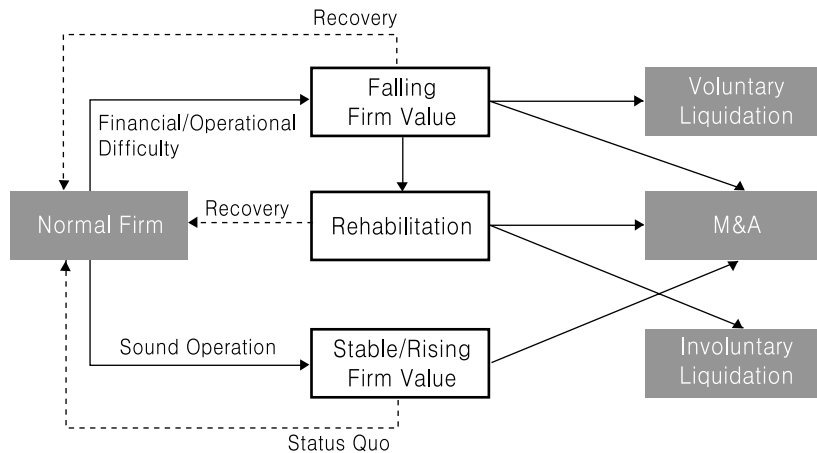 Recovery
Falling
Firm Value
Voluntary
Liquidation
Financial/Operational
Difficulty
Normal Firm
Recovery
Rehabilitation
M&A
Sound Operation
Stable/Rising
Firm Value
Involuntary
Liquidation
Status Quo